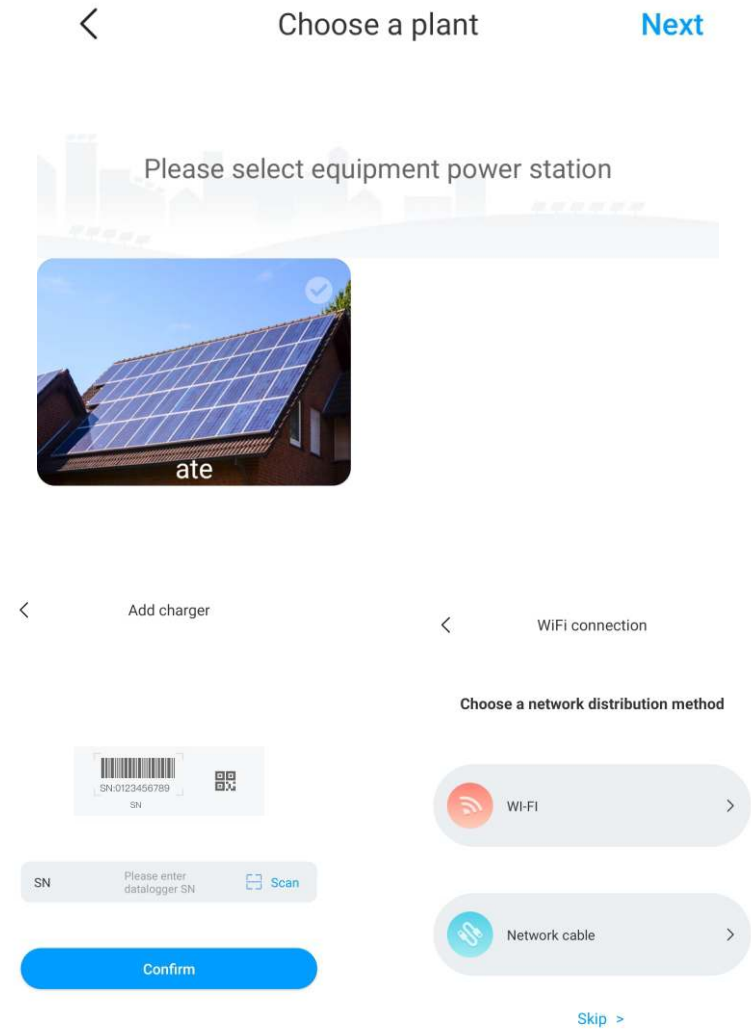 Choose a plant
Next
Please select equipment power station
ate
Add charger
SN:0123456789
SN
SN
Please enter
datalogger SN
Scan
Confirm
WiFi connection
Choose a network distribution method
WI-FI
Network cable
Skip >